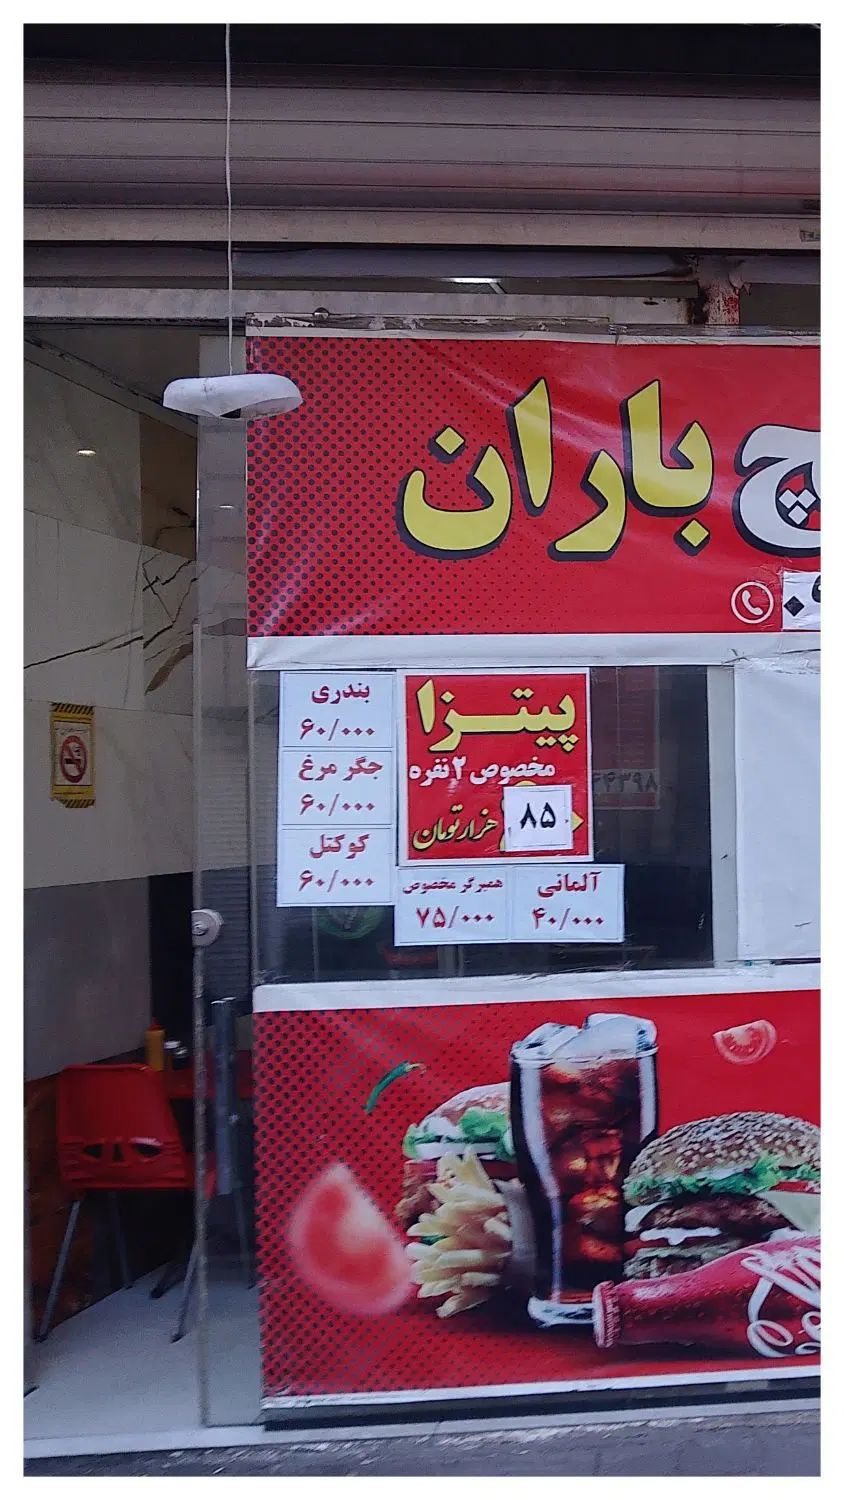 باران
بندری
۶۰/۰۰۰
جگر مرغ
۶۰/۰۰۰
کوکتل
۶۰/۰۰۰
پیتزا
مخصوص ۲ نفره
۸۵ هزار تومان
همبرگر مخصوص
۷۵/۰۰۰
آلمانی
۴۰/۰۰۰